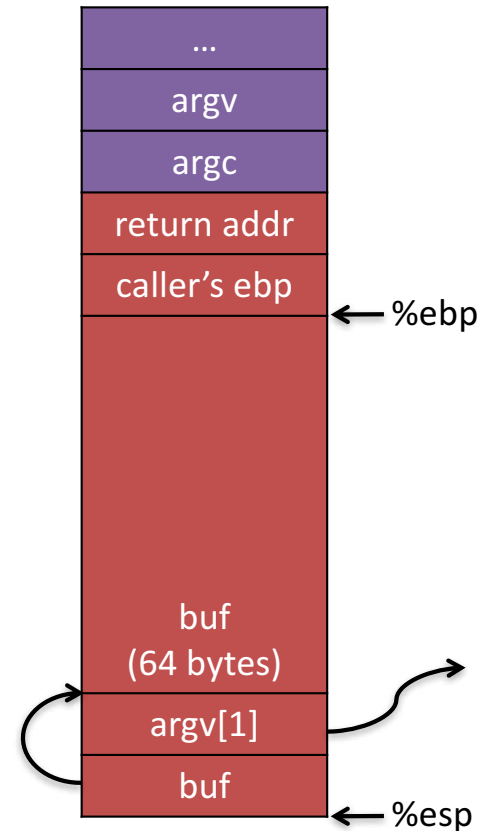 ...
argv
argc
return addr
caller's ebp
%ebp
buf
(64 bytes)
argv[1]
buf
%esp